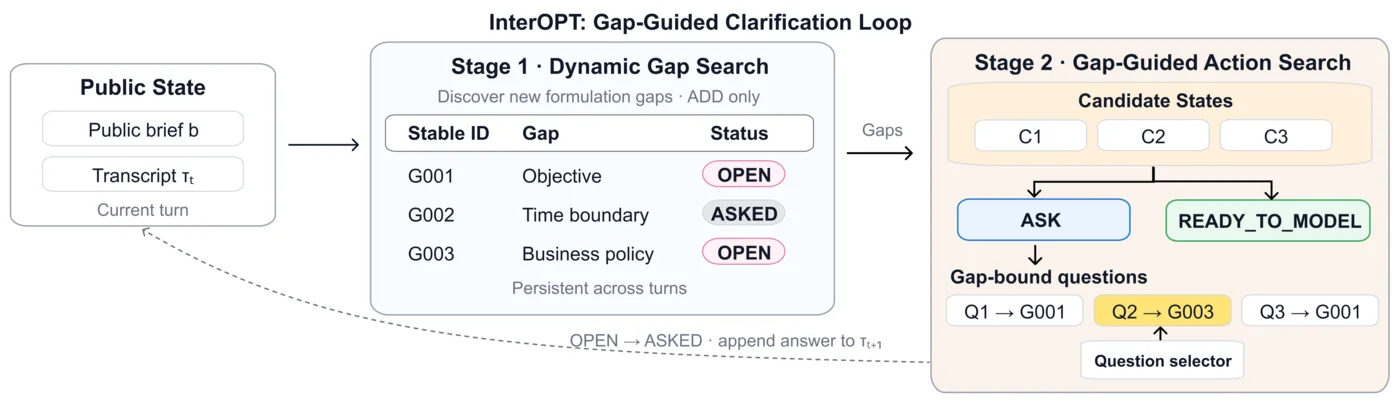 InterOPT: Gap-Guided Clarification Loop
Public State
Public brief b
Transcript τₜ
Current turn
Stage 1 · Dynamic Gap Search
Discover new formulation gaps · ADD only
Stable ID Gap Status
G001 Objective OPEN
G002 Time boundary ASKED
G003 Business policy OPEN
Persistent across turns
Gaps
Stage 2 · Gap-Guided Action Search
Candidate States
C1 C2 C3
ASK READY_TO_MODEL
Gap-bound questions
Q1 → G001 Q2 → G003 Q3 → G001
Question selector
OPEN → ASKED · append answer to τₜ₊₁